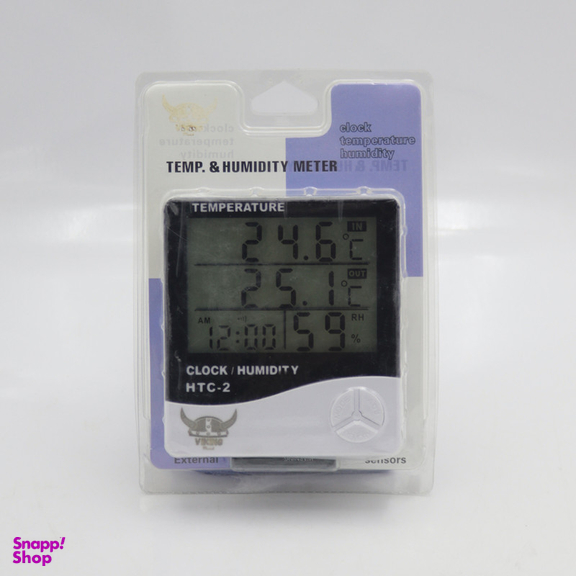 clock
temperature
humidity
TEMP. & HUMIDITY METER
TEMPERATURE
24.6°C IN
25.1°C OUT
AM 12:00 59 RH %
CLOCK / HUMIDITY
HTC-2
VIKING
External sensors
Snapp!
Shop